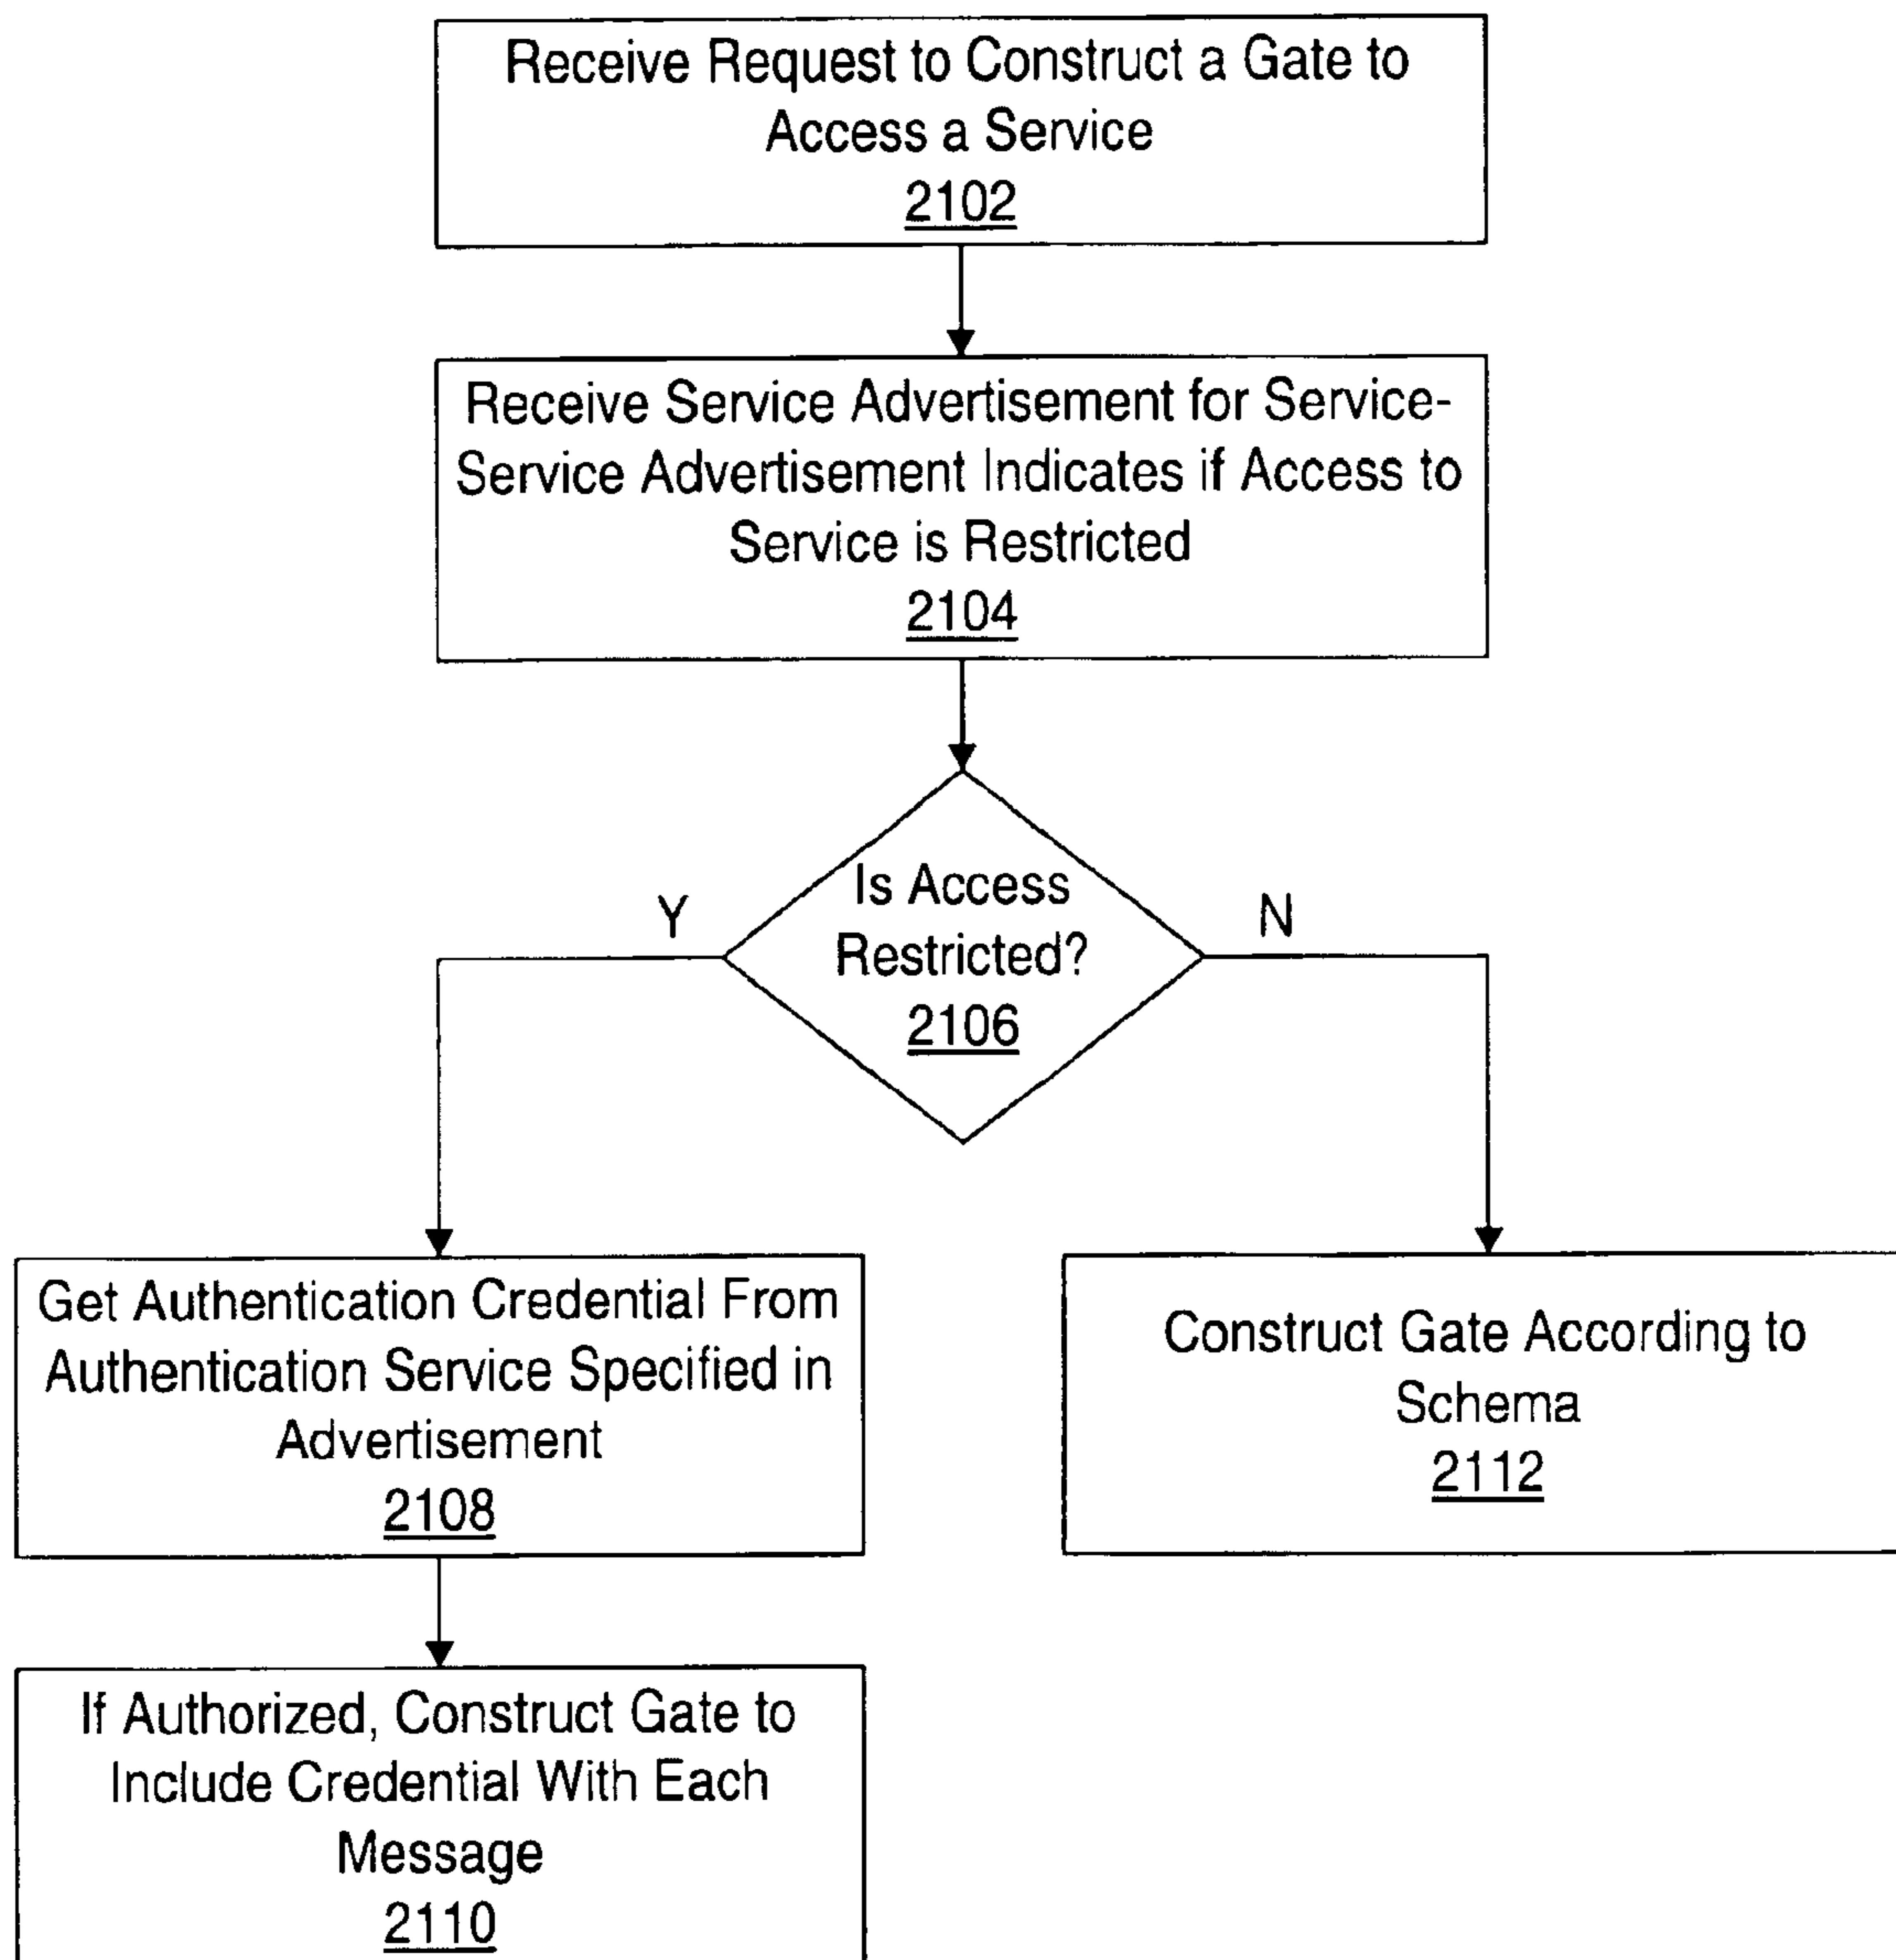 Receive Request to Construct a Gate to
Access a Service
2102
Receive Service Advertisement for Service-
Service Advertisement Indicates if Access to
Service is Restricted
2104
Is Access
Restricted?
2106
Y
N
Get Authentication Credential From
Authentication Service Specified in
Advertisement
2108
Construct Gate According to
Schema
2112
If Authorized, Construct Gate to
Include Credential With Each
Message
2110